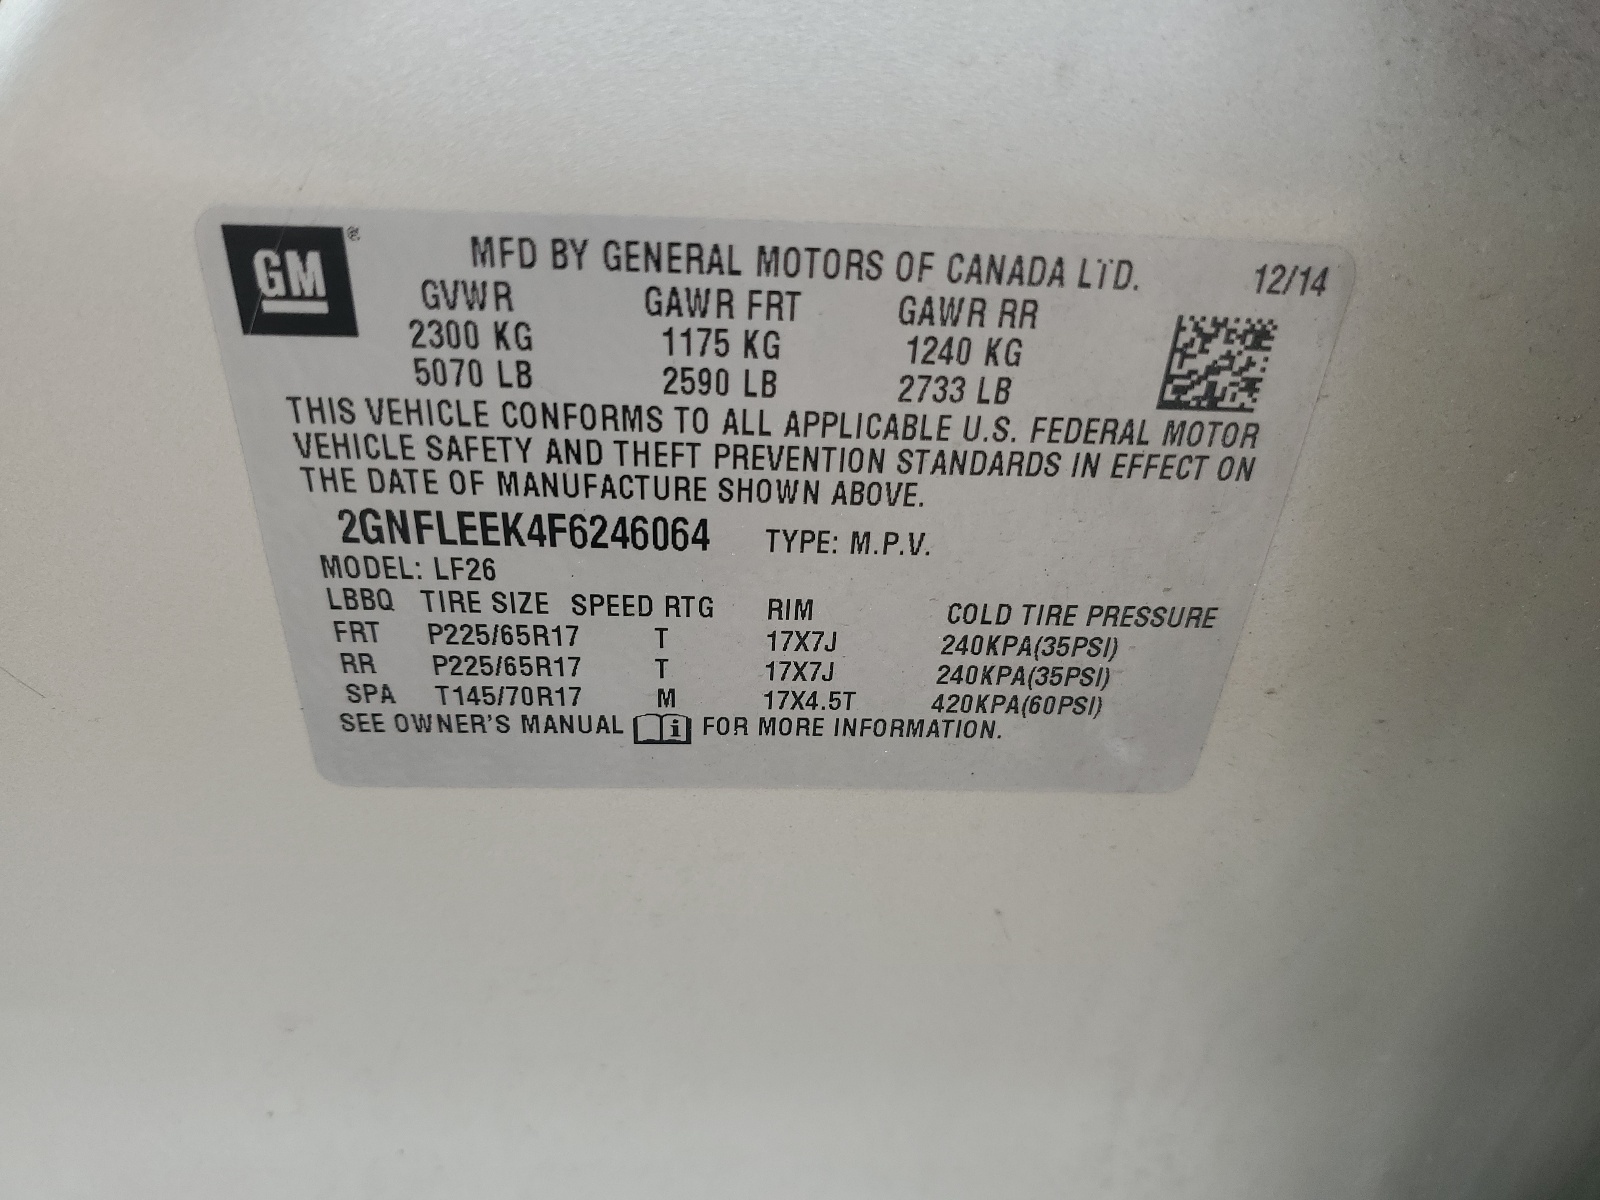 GM ®
MFD BY GENERAL MOTORS OF CANADA LTD. 12/14
GVWR GAWR FRT GAWR RR
2300 KG 1175 KG 1240 KG
5070 LB 2590 LB 2733 LB
THIS VEHICLE CONFORMS TO ALL APPLICABLE U.S. FEDERAL MOTOR
VEHICLE SAFETY AND THEFT PREVENTION STANDARDS IN EFFECT ON
THE DATE OF MANUFACTURE SHOWN ABOVE.
2GNFLEEK4F6246064 TYPE: M.P.V.
MODEL: LF26
LBBQ TIRE SIZE SPEED RTG RIM COLD TIRE PRESSURE
FRT P225/65R17 T 17X7J 240KPA(35PSI)
RR P225/65R17 T 17X7J 240KPA(35PSI)
SPA T145/70R17 M 17X4.5T 420KPA(60PSI)
SEE OWNER'S MANUAL i FOR MORE INFORMATION.